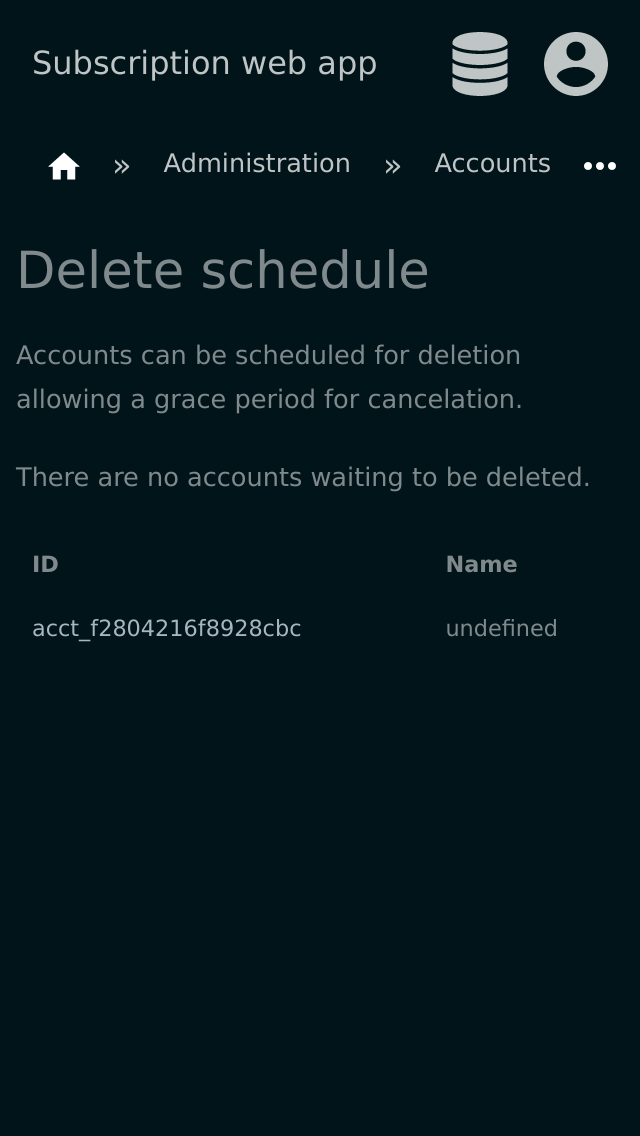 Subscription web app
» Administration » Accounts •••
Delete schedule
Accounts can be scheduled for deletion
allowing a grace period for cancelation.
There are no accounts waiting to be deleted.
ID Name
acct_f2804216f8928cbc undefined